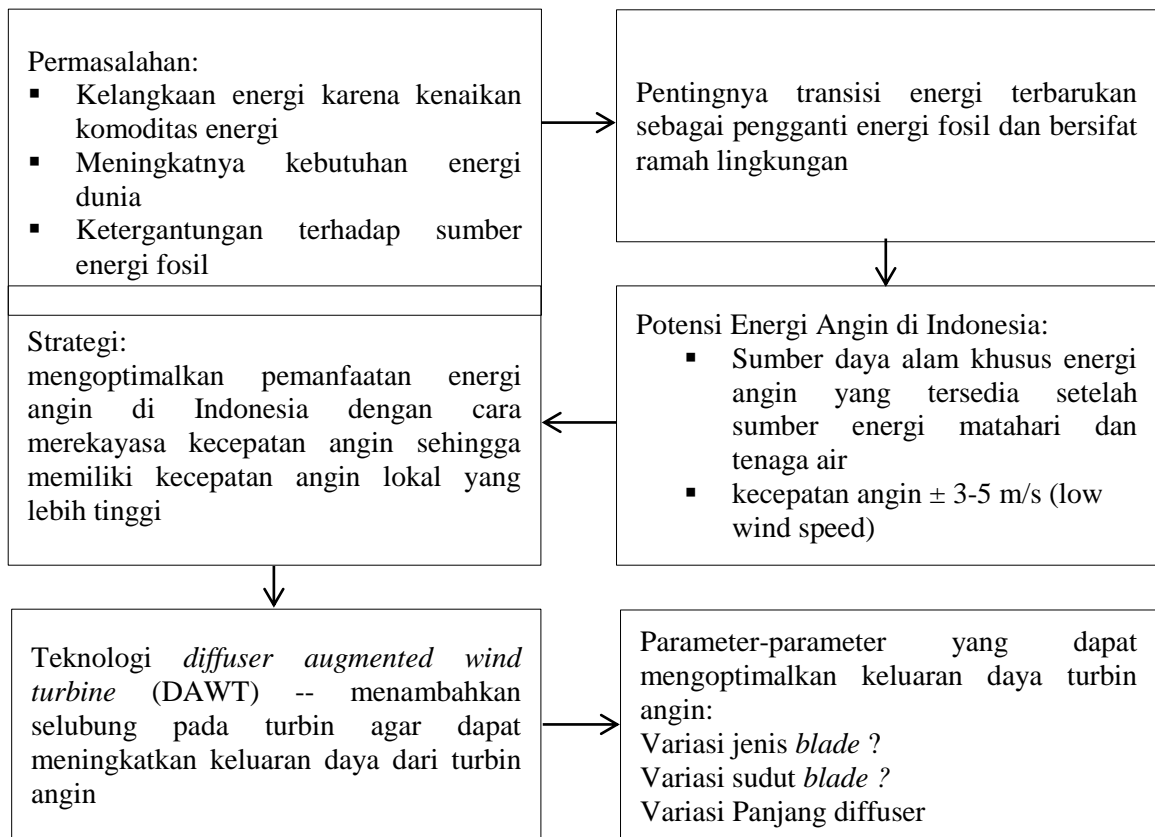 Permasalahan:
▪ Kelangkaan energi karena kenaikan
komoditas energi
▪ Meningkatnya kebutuhan energi
dunia
▪ Ketergantungan terhadap sumber
energi fosil
Pentingnya transisi energi terbarukan
sebagai pengganti energi fosil dan bersifat
ramah lingkungan
Potensi Energi Angin di Indonesia:
▪ Sumber daya alam khusus energi
angin yang tersedia setelah
sumber energi matahari dan
tenaga air
▪ kecepatan angin ± 3-5 m/s (low
wind speed)
Strategi:
mengoptimalkan pemanfaatan energi
angin di Indonesia dengan cara
merekayasa kecepatan angin sehingga
memiliki kecepatan angin lokal yang
lebih tinggi
Teknologi diffuser augmented wind
turbine (DAWT) -- menambahkan
selubung pada turbin agar dapat
meningkatkan keluaran daya dari turbin
angin
Parameter-parameter yang dapat
mengoptimalkan keluaran daya turbin
angin:
Variasi jenis blade ?
Variasi sudut blade ?
Variasi Panjang diffuser